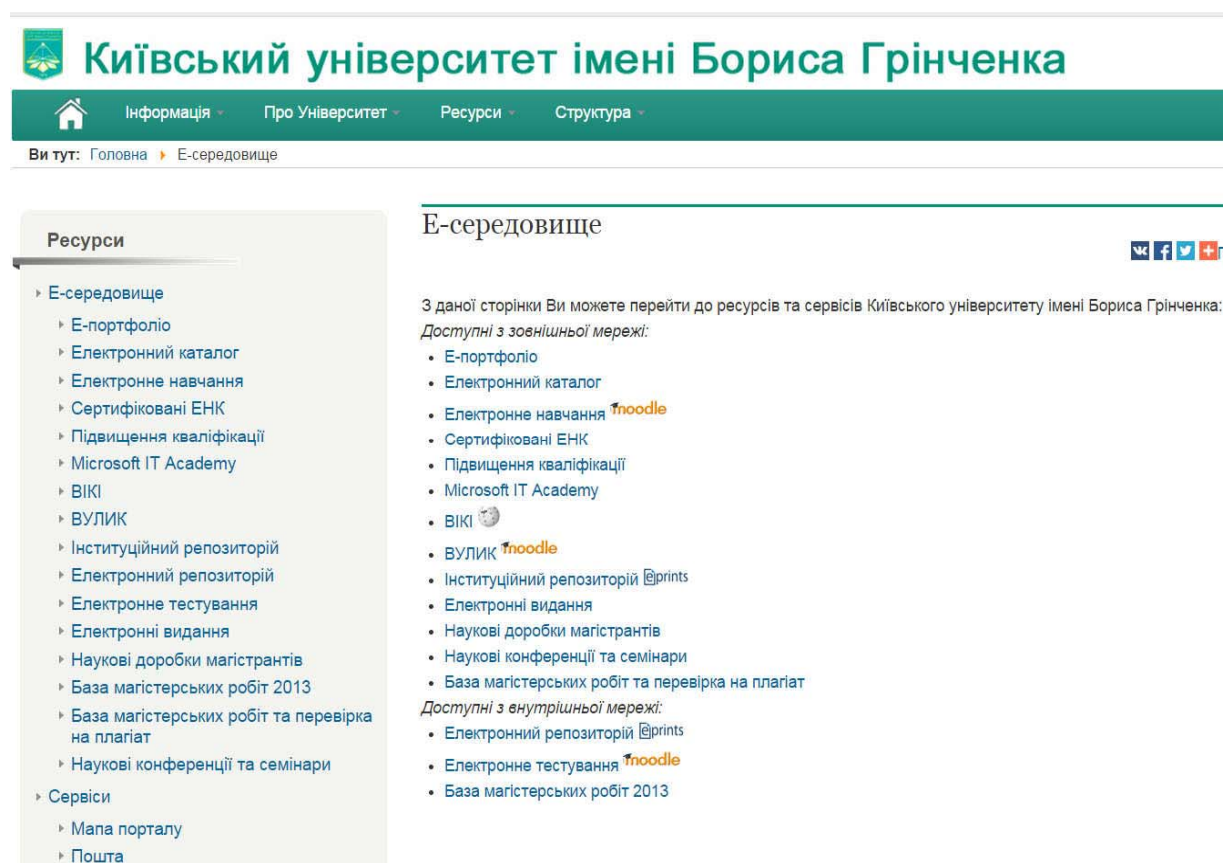 Київський університет імені Бориса Грінченка
Інформація Про Університет Ресурси Структура
Ви тут: Головна Е-середовище
Ресурси
Е-середовище
Е-портфоліо
Електронний каталог
Електронне навчання
Сертифіковані ЕНК
Підвищення кваліфікації
Microsoft IT Academy
ВІКІ
ВУЛИК
Інституційний репозиторій
Електронний репозиторій
Електронне тестування
Електронні видання
Наукові доробки магістрантів
База магістерських робіт 2013
База магістерських робіт та перевірка
на плагіат
Наукові конференції та семінари
Сервіси
Мапа порталу
Пошта
Е-середовище
З даної сторінки Ви можете перейти до ресурсів та сервісів Київського університету імені Бориса Грінченка:
Доступні з зовнішньої мережі:
Е-портфоліо
Електронний каталог
Електронне навчання moodle
Сертифіковані ЕНК
Підвищення кваліфікації
Microsoft IT Academy
ВІКІ
ВУЛИК moodle
Інституційний репозиторій eprints
Електронні видання
Наукові доробки магістрантів
Наукові конференції та семінари
База магістерських робіт та перевірка на плагіат
Доступні з внутрішньої мережі:
Електронний репозиторій eprints
Електронне тестування moodle
База магістерських робіт 2013